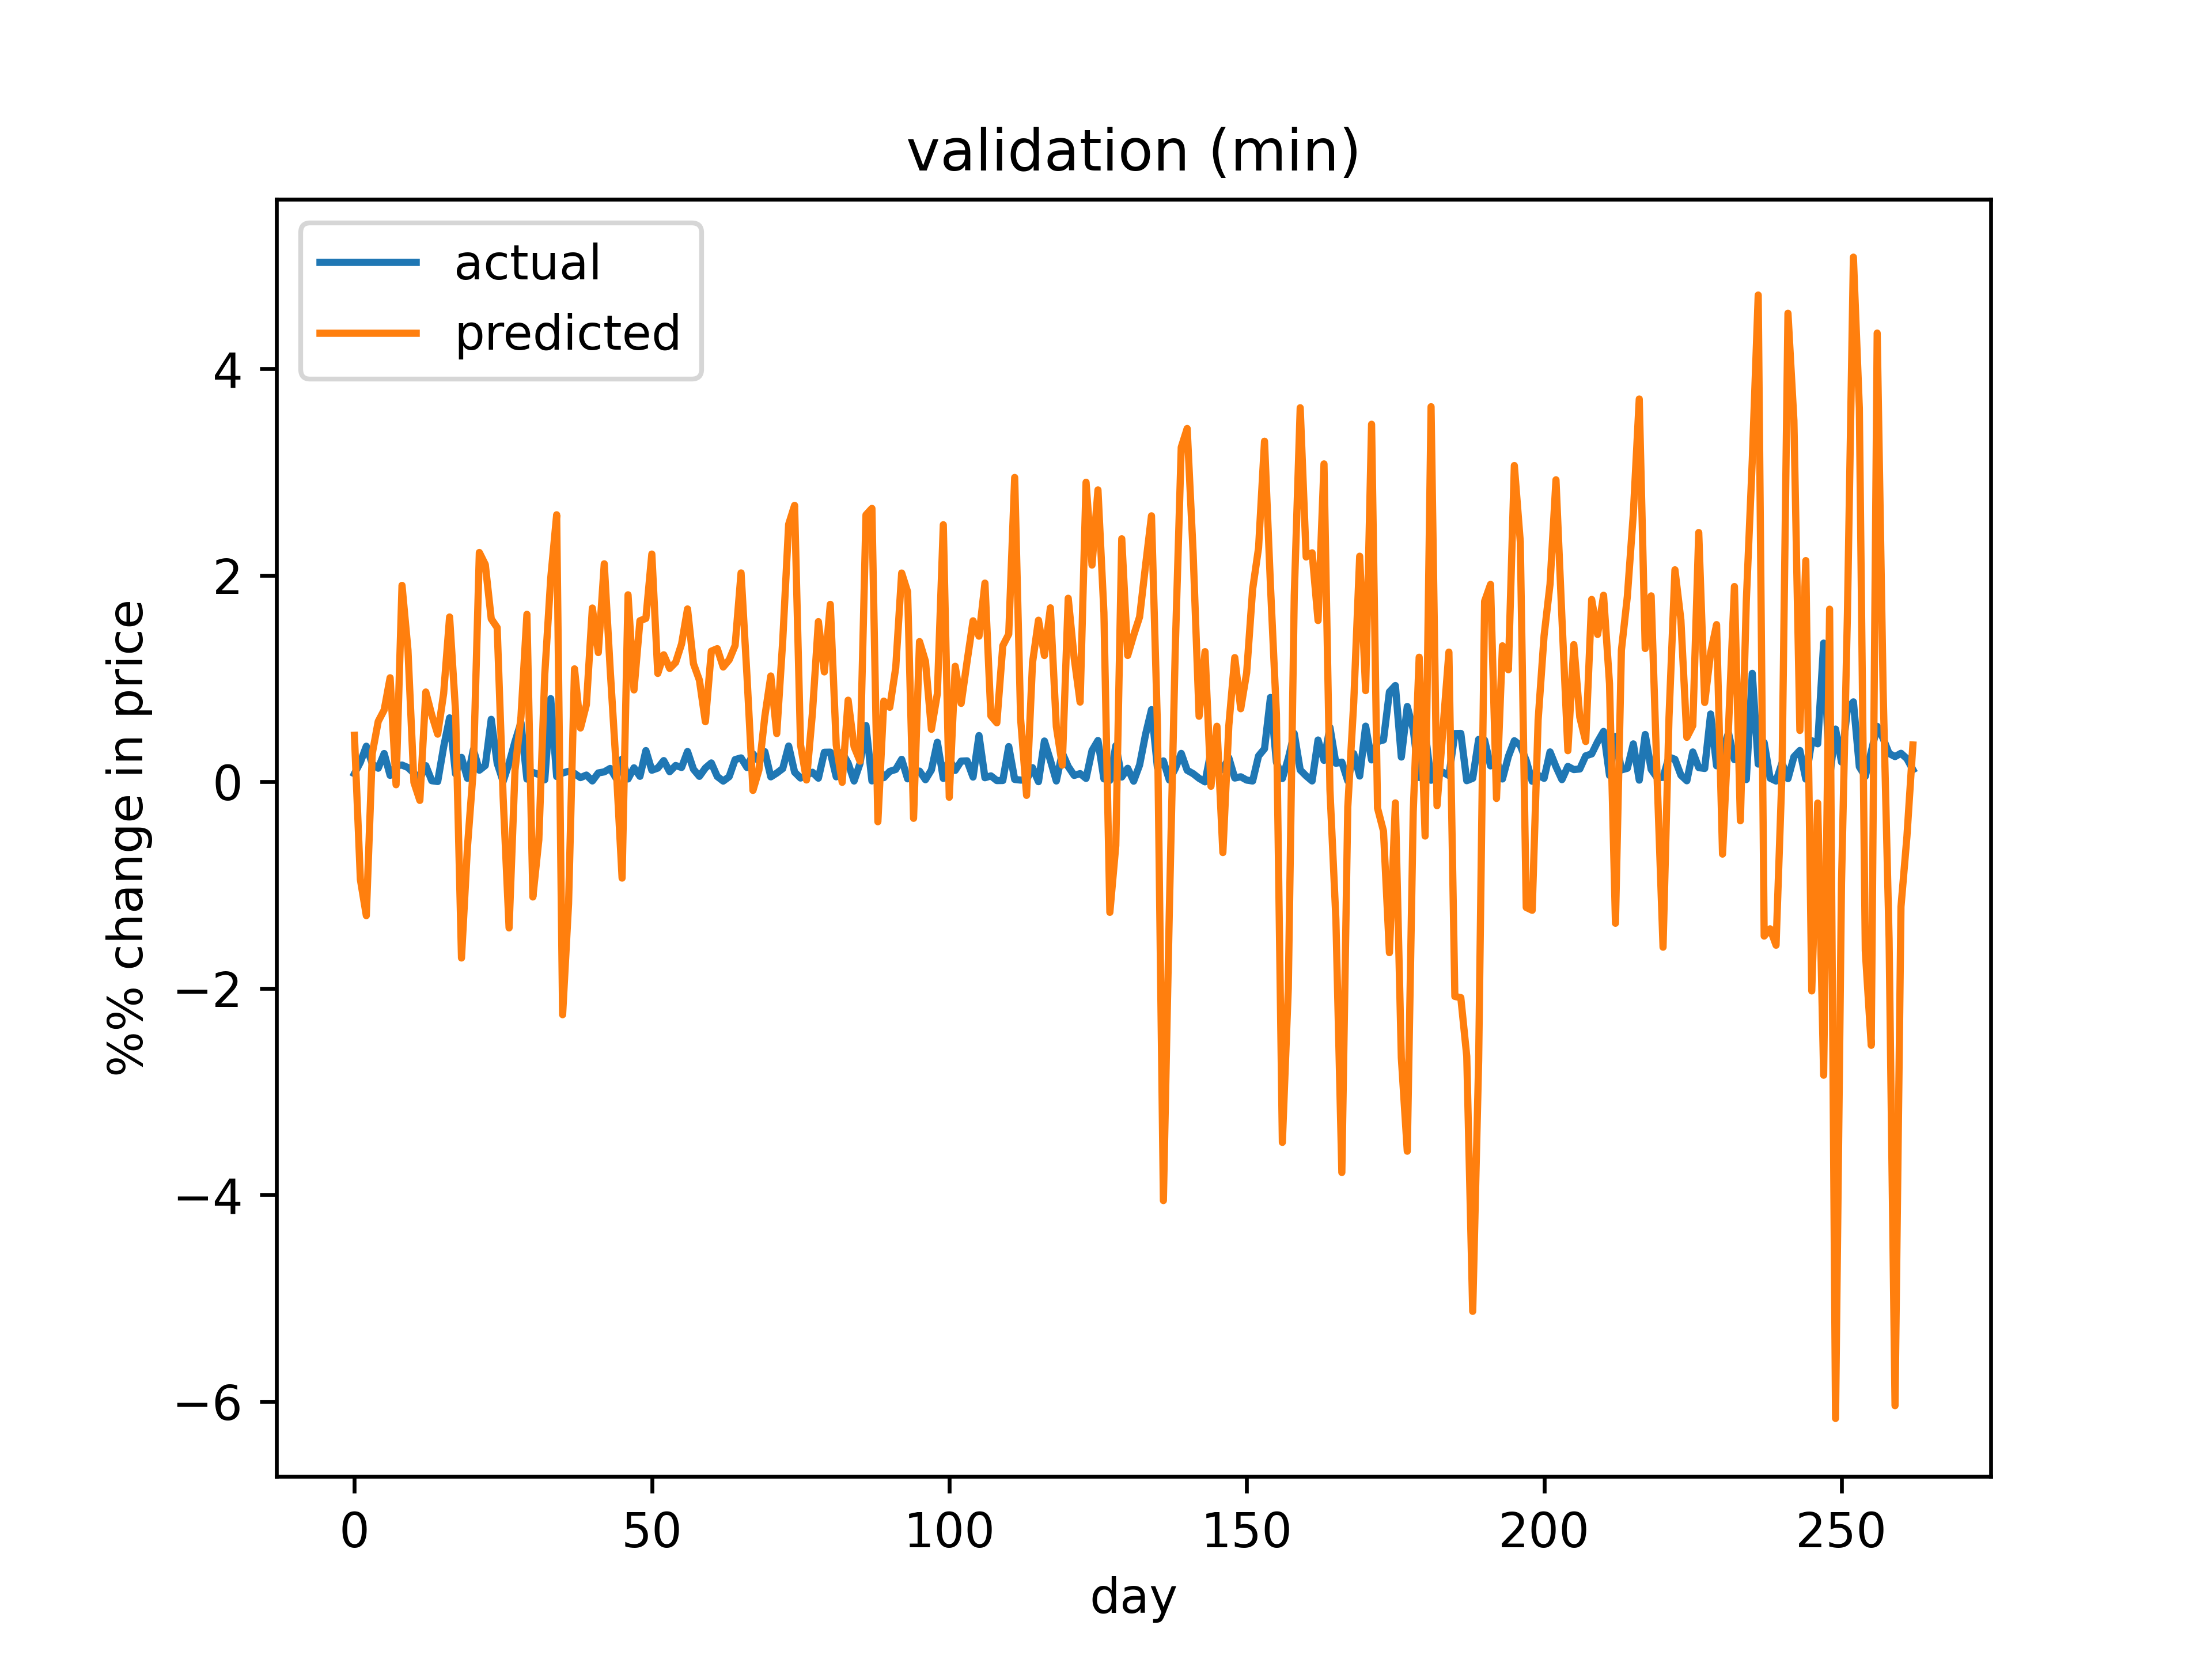 validation (min)
actual
predicted
%% change in price
4
2
0
−2
−4
−6
0 50 100 150 200 250
day